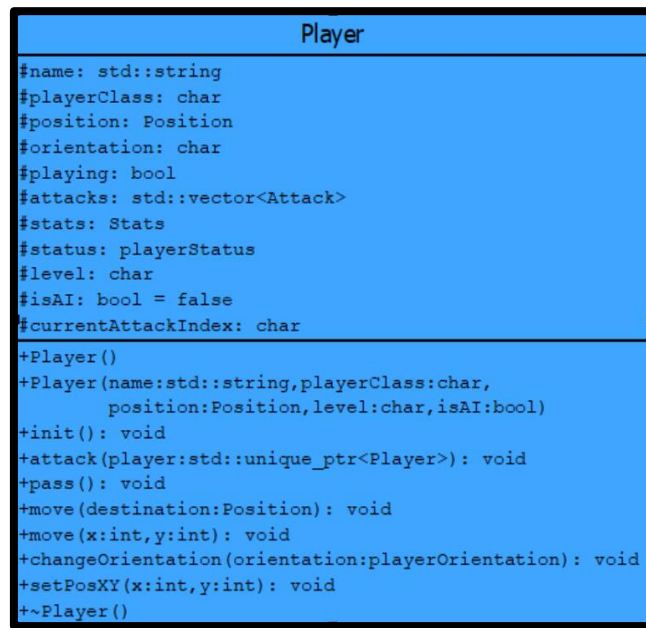 Player
#name: std::string
#playerClass: char
#position: Position
#orientation: char
#playing: bool
#attacks: std::vector<Attack>
#stats: Stats
#status: playerStatus
#level: char
#isAI: bool = false
#currentAttackIndex: char
+Player()
+Player(name:std::string,playerClass:char,
position:Position,level:char,isAI:bool)
+init(): void
+attack(player:std::unique_ptr<Player>): void
+pass(): void
+move(destination:Position): void
+move(x:int,y:int): void
+changeOrientation(orientation:playerOrientation): void
+setPosXY(x:int,y:int): void
+~Player()